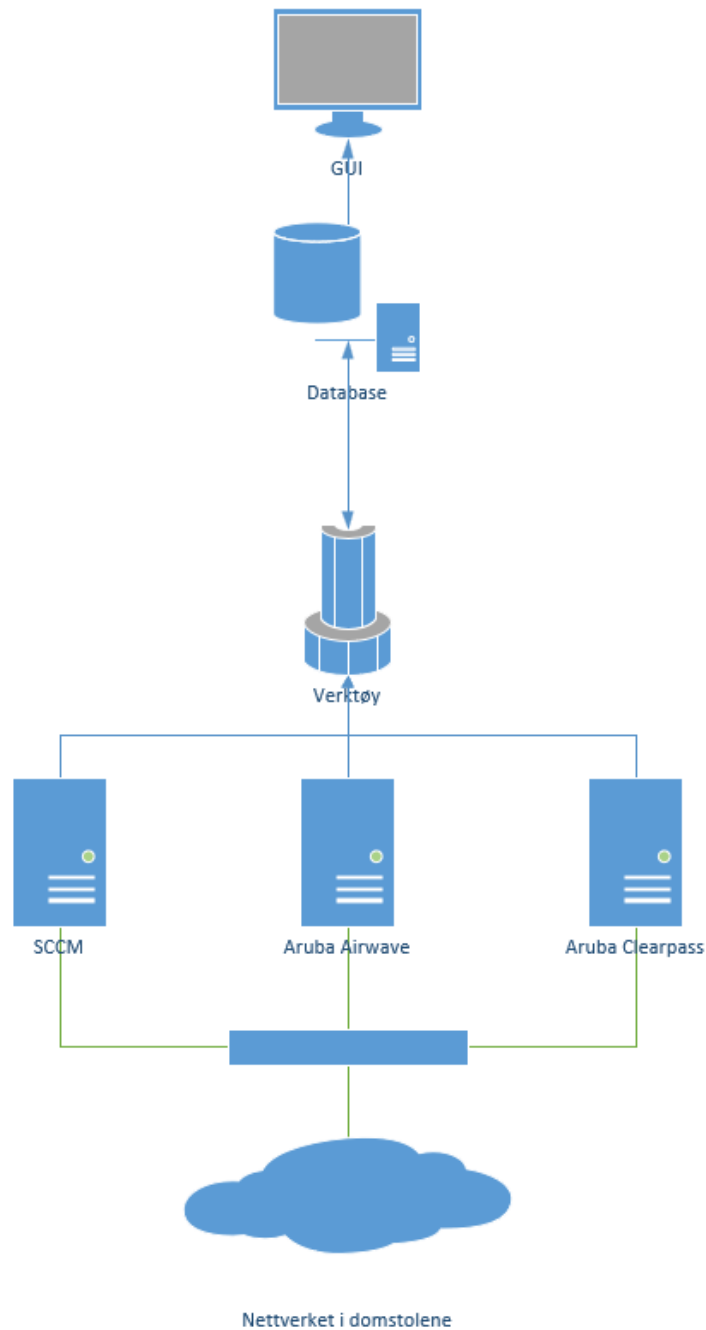 GUI
Database
Verktøy
SCCM
Aruba Airwave
Aruba Clearpass
Nettverket i domstolene